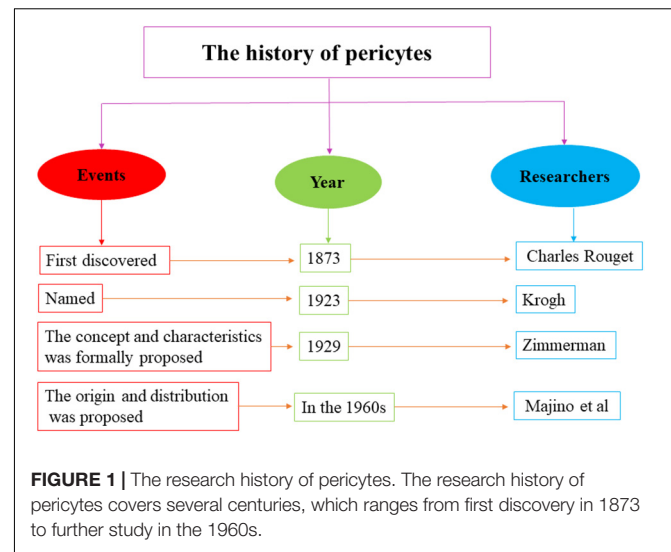 The history of pericytes
Events
Year
Researchers
First discovered
1873
Charles Rouget
Named
1923
Krogh
The concept and characteristics
was formally proposed
1929
Zimmerman
The origin and distribution
was proposed
In the 1960s
Majino et al
FIGURE 1 | The research history of pericytes. The research history of
pericytes covers several centuries, which ranges from first discovery in 1873
to further study in the 1960s.